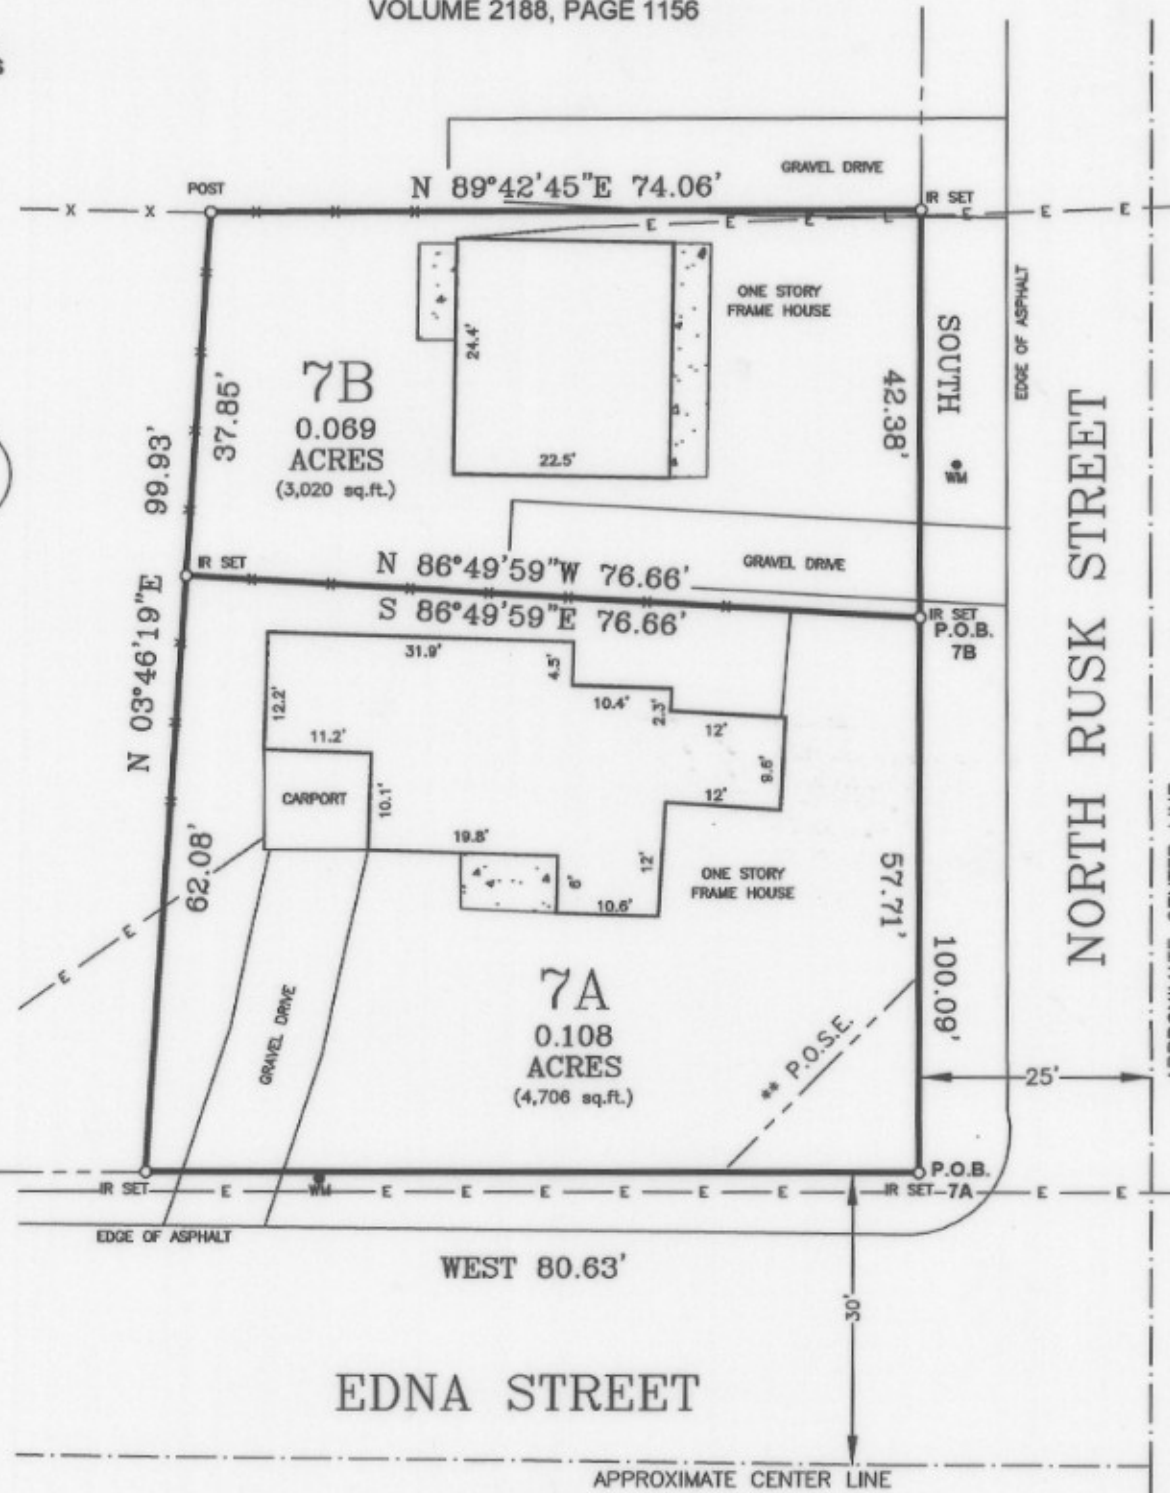 VOLUME 2188, PAGE 1156
GRAVEL DRIVE
POST
N 89°42'45"E 74.06'
IR SET
X X
E E E E E E
ONE STORY
FRAME HOUSE
24.4'
22.5'
SOUTH
EDGE OF ASPHALT
42.38'
WM
7B
0.069
ACRES
(3,020 sq.ft.)
37.85'
99.93'
N 03°46'19"E
NORTH RUSK STREET
IR SET
N 86°49'59"W 76.66'
GRAVEL DRIVE
S 86°49'59"E 76.66'
IR SET
P.O.B.
7B
31.9'
4.5'
10.4'
2.3'
12'
9.6'
12'
12.2'
11.2'
CARPORT
10.1'
19.8'
6'
10.6'
12'
ONE STORY
FRAME HOUSE
62.08'
57.71'
100.09'
E
E
GRAVEL DRIVE
7A
0.108
ACRES
(4,706 sq.ft.)
** P.O.S.E.
25'
P.O.B.
7A
IR SET
E
WM
E E E E E E
IR SET
E E
EDGE OF ASPHALT
WEST 80.63'
30'
EDNA STREET
APPROXIMATE CENTER LINE